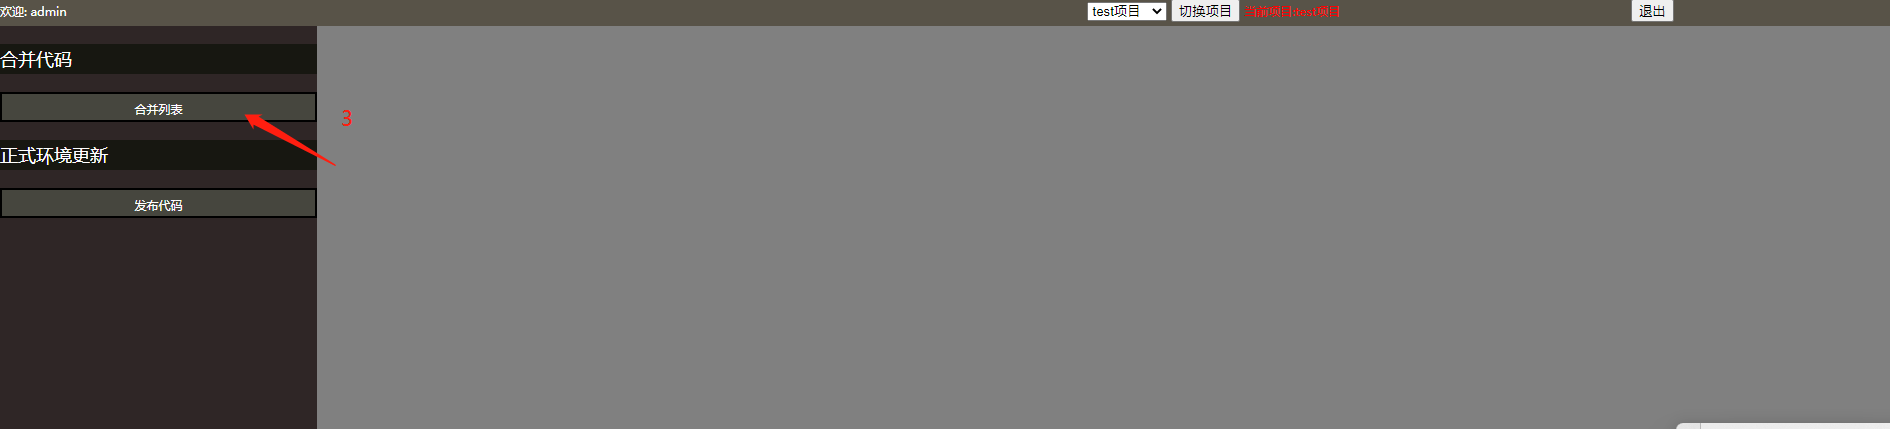 欢迎: admin
test项目
切换项目
当前项目:test项目
退出
合并代码
合并列表
3
正式环境更新
发布代码